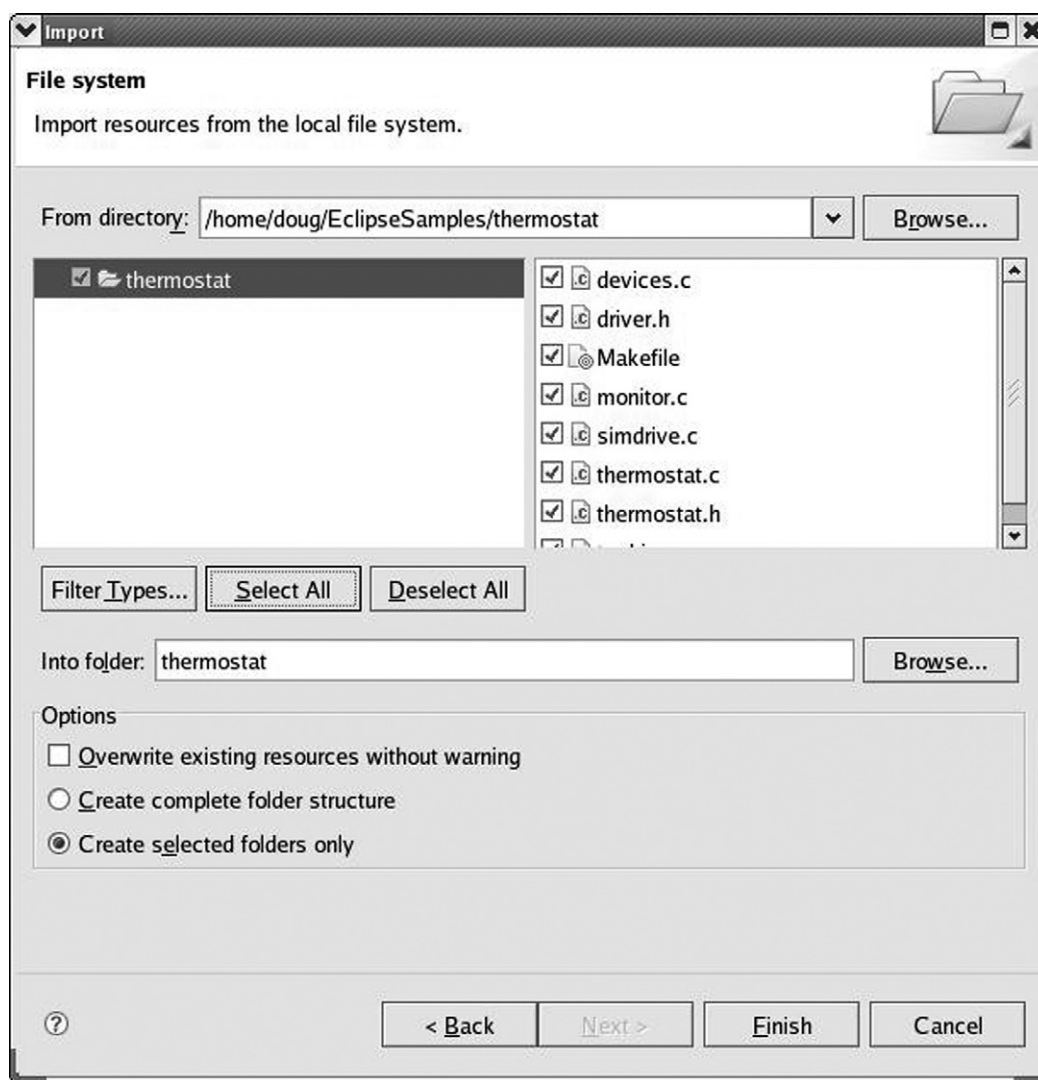 Import
File system
Import resources from the local file system.
From directory: /home/doug/EclipseSamples/thermostat Browse...
thermostat
.c devices.c
.c driver.h
Makefile
.c monitor.c
.c simdrive.c
.c thermostat.c
.c thermostat.h
Filter Types... Select All Deselect All
Into folder: thermostat Browse...
Options
Overwrite existing resources without warning
Create complete folder structure
Create selected folders only
? < Back Next > Finish Cancel